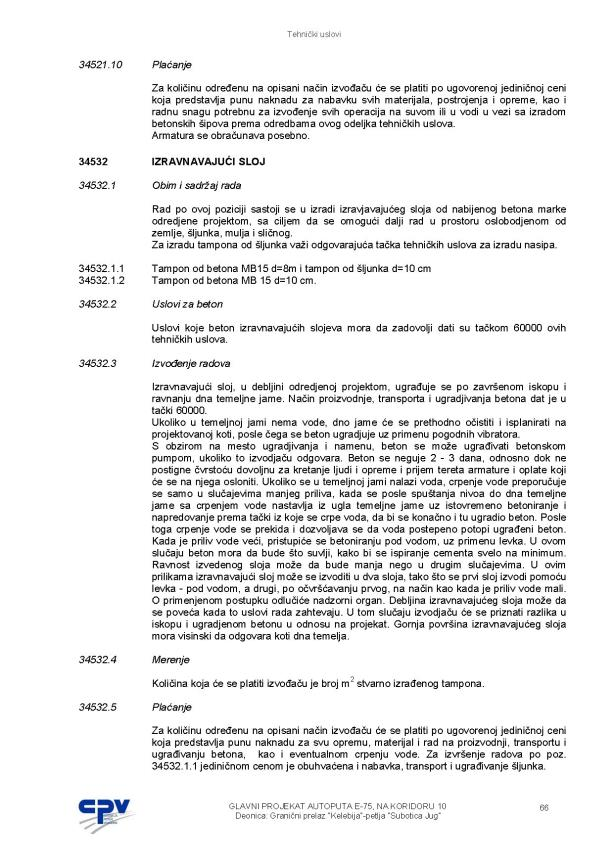 Tehnički uslovi
34521.10 Plaćanje
Za količinu određenu na opisani način izvođaču će se platiti po ugovorenoj jediničnoj ceni
koja predstavlja punu naknadu za nabavku svih materijala, postrojenja i opreme, kao i
radnu snagu potrebnu za izvođenje svih operacija na suvom ili u vodi u vezi sa izradom
betonskih šipova prema odredbama ovog odeljka tehničkih uslova.
Armatura se obračunava posebno.
34532 IZRAVNAVAJUĆI SLOJ
34532.1 Obim i sadržaj rada
Rad po ovoj poziciji sastoji se u izradi izravjavajućeg sloja od nabijenog betona marke
odredjene projektom, sa ciljem da se omogući dalji rad u prostoru oslobodjenom od
zemlje, šljunka, mulja i sličnog.
Za izradu tampona od šljunka važi odgovarajuća tačka tehničkih uslova za izradu nasipa.
34532.1.1 Tampon od betona MB15 d=8m i tampon od šljunka d=10 cm
34532.1.2 Tampon od betona MB 15 d=10 cm.
34532.2 Uslovi za beton
Uslovi koje beton izravnavajućih slojeva mora da zadovolji dati su tačkom 60000 ovih
tehničkih uslova.
34532.3 Izvođenje radova
Izravnavajući sloj, u debljini odredjenoj projektom, ugrađuje se po završenom iskopu i
ravnanju dna temeljne jame. Način proizvodnje, transporta i ugradjivanja betona dat je u
tački 60000.
Ukoliko u temeljnoj jami nema vode, dno jame će se prethodno očistiti i isplanirati na
projektovanoj koti, posle čega se beton ugradjuje uz primenu pogodnih vibratora.
S obzirom na mesto ugradjivanja i namenu, beton se može ugrađivati betonskom
pumpom, ukoliko to izvodjaču odgovara. Beton se neguje 2 - 3 dana, odnosno dok ne
postigne čvrstoću dovoljnu za kretanje ljudi i opreme i prijem tereta armature i oplate koji
će se na njega osloniti. Ukoliko se u temeljnoj jami nalazi voda, crpenje vode preporučuje
se samo u slučajevima manjeg priliva, kada se posle spuštanja nivoa do dna temeljne
jame sa crpenjem vode nastavlja iz ugla temeljne jame uz istovremeno betoniranje i
napredovanje prema tački iz koje se crpe voda, da bi se konačno i tu ugradio beton. Posle
toga crpenje vode se prekida i dozvoljava se da voda postepeno potopi ugrađeni beton.
Kada je priliv vode veći, pristupiće se betoniranju pod vodom, uz primenu levka. U ovom
slučaju beton mora da bude što suvlji, kako bi se ispiranje cementa svelo na minimum.
Ravnost izvedenog sloja može da bude manja nego u drugim slučajevima. U ovim
prilikama izravnavajući sloj može se izvoditi u dva sloja, tako što se prvi sloj izvodi pomoću
levka - pod vodom, a drugi, po očvršćavanju prvog, na način kao kada je priliv vode mali.
O primenjenom postupku odlučiće nadzorni organ. Debljina izravnavajućeg sloja može da
se poveća kada to uslovi rada zahtevaju. U tom slučaju izvodjaču će se priznati razlika u
iskopu i ugradjenom betonu u odnosu na projekat. Gornja površina izravnavajućeg sloja
mora visinski da odgovara koti dna temelja.
34532.4 Merenje
Količina koja će se platiti izvođaču je broj m² stvarno izrađenog tampona.
34532.5 Plaćanje
Za količinu određenu na opisani način izvođaču će se platiti po ugovorenoj jediničnoj ceni
koja predstavlja punu naknadu za svu opremu, materijal i rad na proizvodnji, transportu i
ugrađivanju betona, kao i eventualnom crpenju vode. Za izvršenje radova po poz.
34532.1.1 jediničnom cenom je obuhvaćena i nabavka, transport i ugrađivanje šljunka.
CPV
GLAVNI PROJEKAT AUTOPUTA E-75, NA KORIDORU 10
Deonica: Granični prelaz "Kelebija"-petlja "Subotica Jug"
66